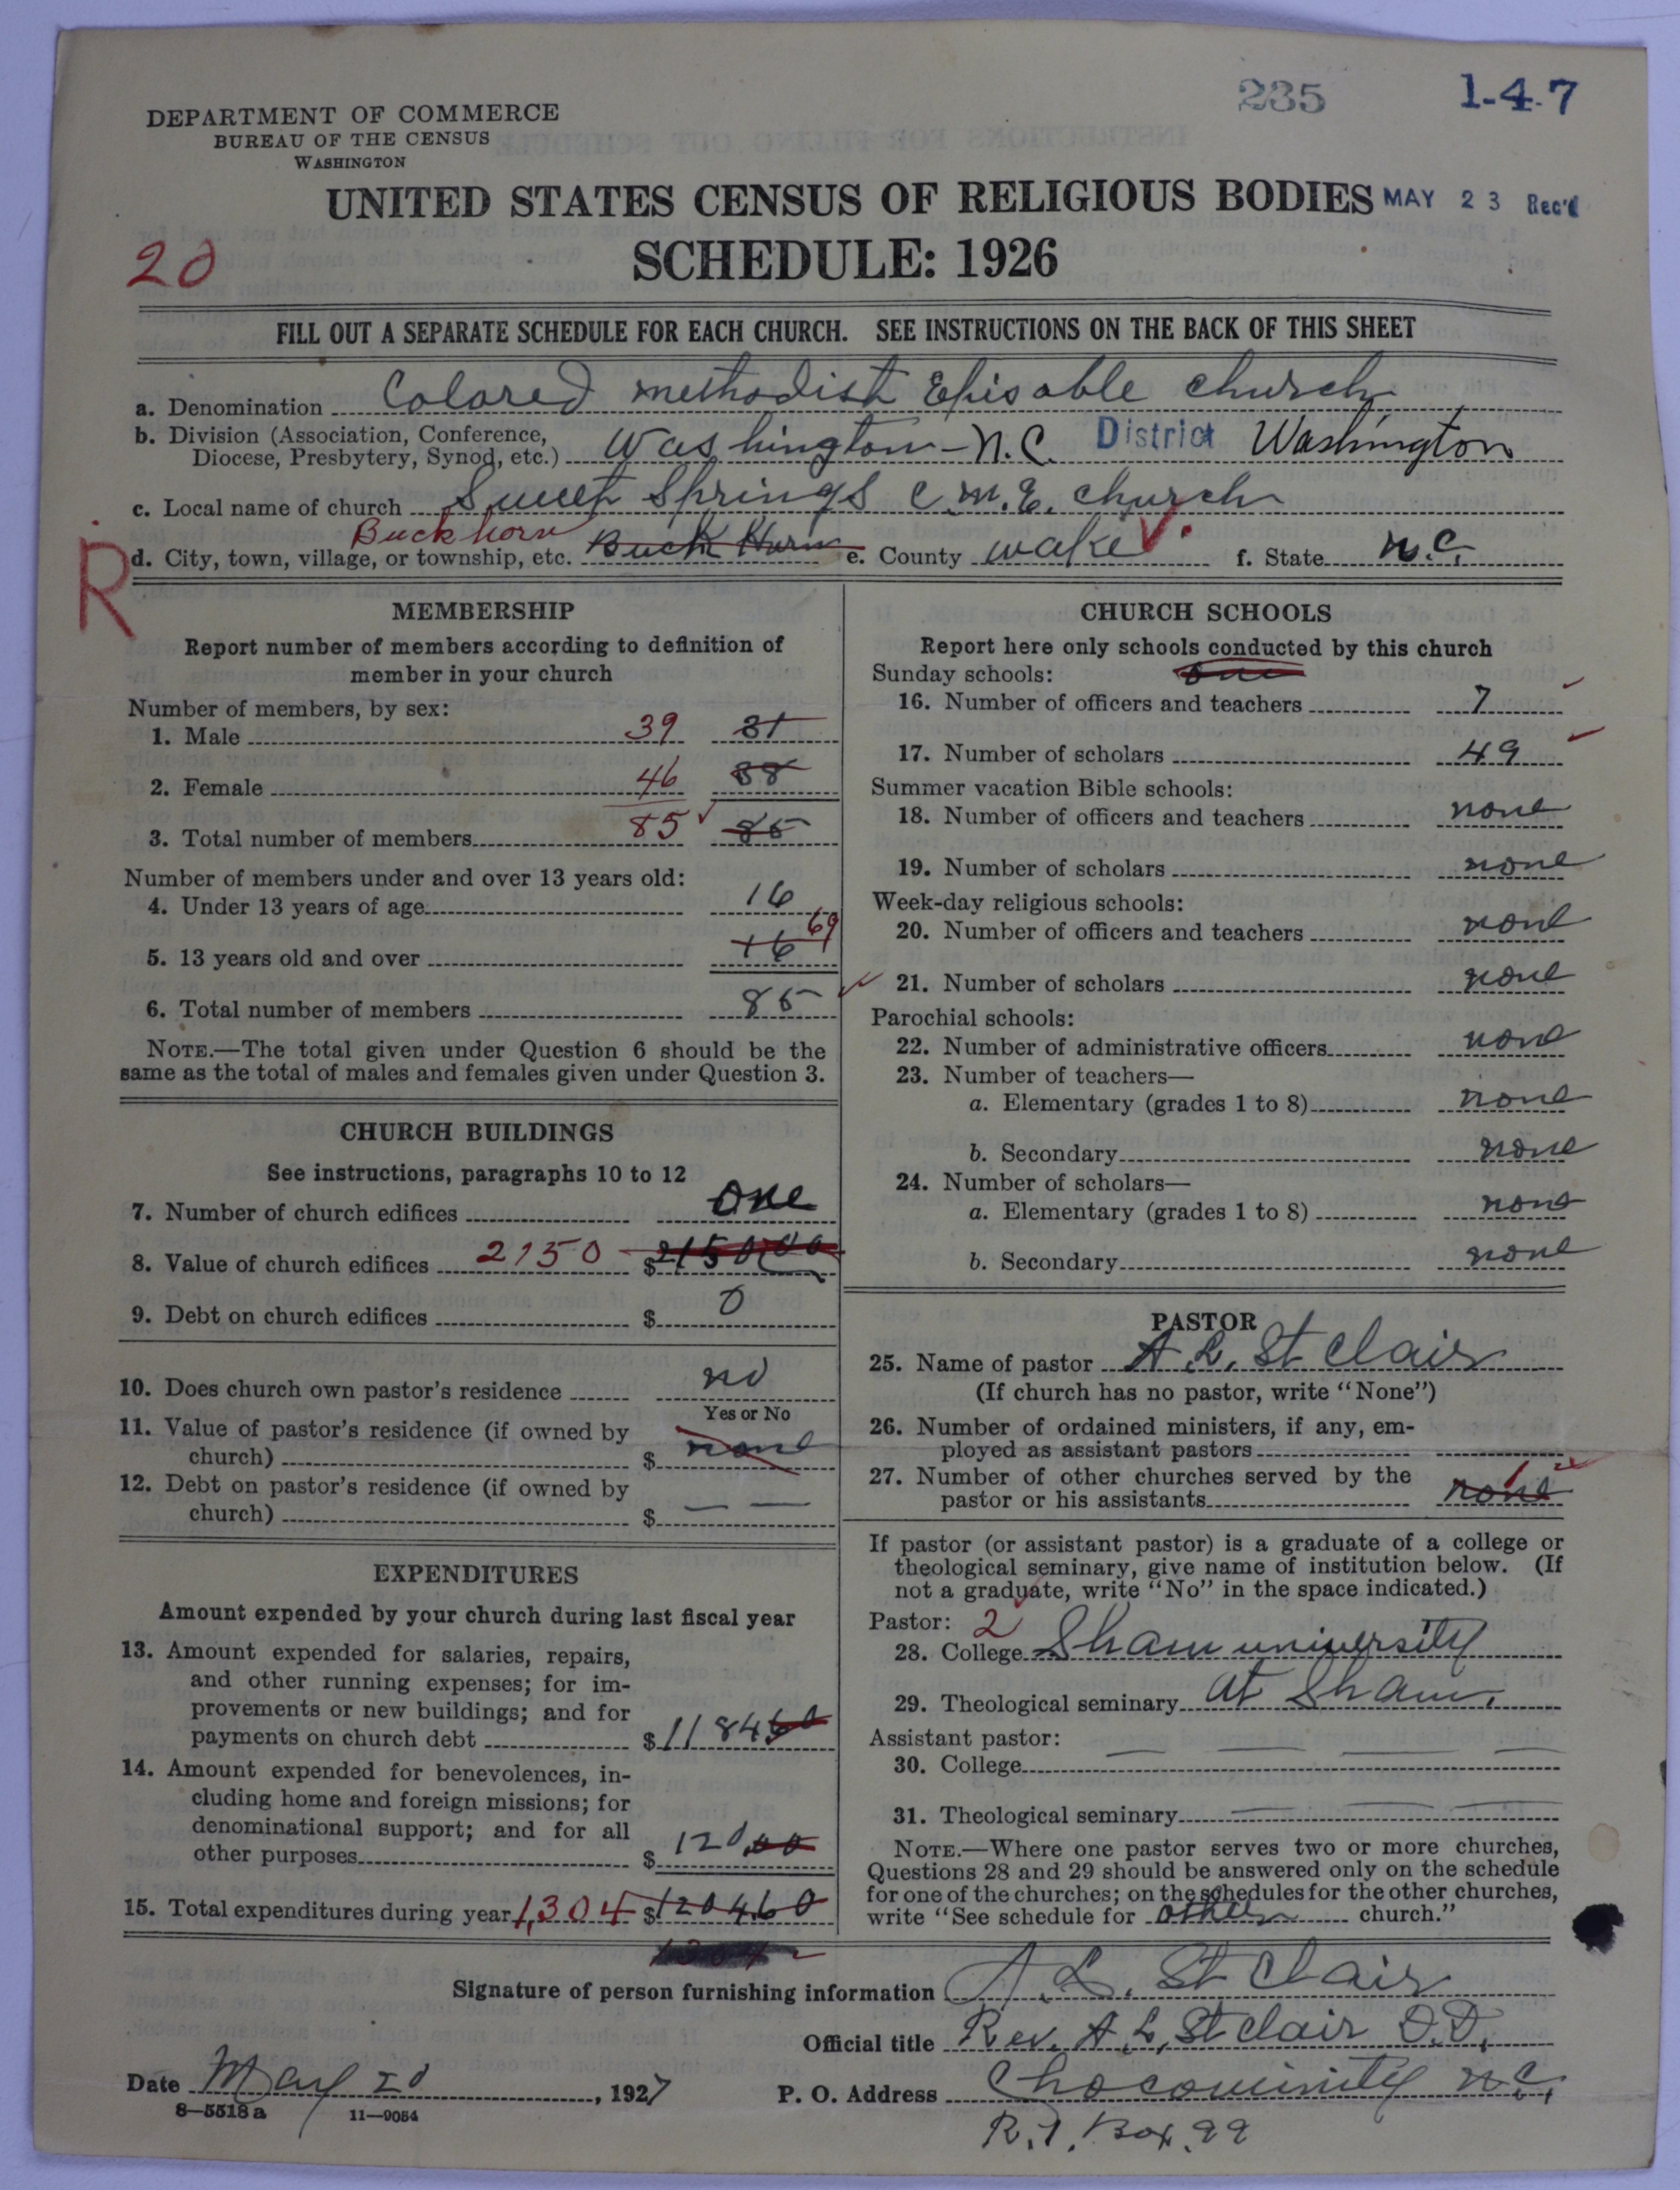 235
1-4-7
DEPARTMENT OF COMMERCE
BUREAU OF THE CENSUS
WASHINGTON
UNITED STATES CENSUS OF RELIGIOUS BODIES MAY 23 Rec'd
20
SCHEDULE: 1926
FILL OUT A SEPARATE SCHEDULE FOR EACH CHURCH. SEE INSTRUCTIONS ON THE BACK OF THIS SHEET
a. Denomination Colored methodist Episoble church
b. Division (Association, Conference,
Diocese, Presbytery, Synod, etc.) Washington - N.C. District Washington
c. Local name of church Sweet Springs C.M.E. church
Buckhorn
R
d. City, town, village, or township, etc. Buck Horn e. County wake f. State N.C.
MEMBERSHIP
Report number of members according to definition of
member in your church
Number of members, by sex:
1. Male 39 31
2. Female 46 38
3. Total number of members 85 85
Number of members under and over 13 years old:
4. Under 13 years of age 16
69
5. 13 years old and over 16
6. Total number of members 85
NOTE.—The total given under Question 6 should be the
same as the total of males and females given under Question 3.
CHURCH BUILDINGS
See instructions, paragraphs 10 to 12
7. Number of church edifices one
8. Value of church edifices 2150 $2150.00
9. Debt on church edifices $ 0
10. Does church own pastor's residence no
Yes or No
11. Value of pastor's residence (if owned by
church) $ none
12. Debt on pastor's residence (if owned by
church) $ — —
EXPENDITURES
Amount expended by your church during last fiscal year
13. Amount expended for salaries, repairs,
and other running expenses; for im-
provements or new buildings; and for
payments on church debt $1184.60
14. Amount expended for benevolences, in-
cluding home and foreign missions; for
denominational support; and for all
other purposes $ 120.00
15. Total expenditures during year 1,304 $1204.60
CHURCH SCHOOLS
Report here only schools conducted by this church
Sunday schools: one
16. Number of officers and teachers 7
17. Number of scholars 49
Summer vacation Bible schools:
18. Number of officers and teachers none
19. Number of scholars none
Week-day religious schools:
20. Number of officers and teachers none
21. Number of scholars none
Parochial schools:
22. Number of administrative officers none
23. Number of teachers—
a. Elementary (grades 1 to 8) none
b. Secondary none
24. Number of scholars—
a. Elementary (grades 1 to 8) none
b. Secondary none
PASTOR
25. Name of pastor A. L. St Clair
(If church has no pastor, write "None")
26. Number of ordained ministers, if any, em-
ployed as assistant pastors
27. Number of other churches served by the
pastor or his assistants none 1
If pastor (or assistant pastor) is a graduate of a college or
theological seminary, give name of institution below. (If
not a graduate, write "No" in the space indicated.)
Pastor: 2
28. College Shaw university
29. Theological seminary at Shaw.
Assistant pastor:
30. College — — — —
31. Theological seminary — — —
NOTE.—Where one pastor serves two or more churches,
Questions 28 and 29 should be answered only on the schedule
for one of the churches; on the schedules for the other churches,
write "See schedule for other church."
Signature of person furnishing information A. L. St Clair
Official title Rev. A L, St clair D.D.
Date May 20, 1927
P. O. Address Chocowinity N.C.
8-5518a 11-9054
R.1. Box. 99